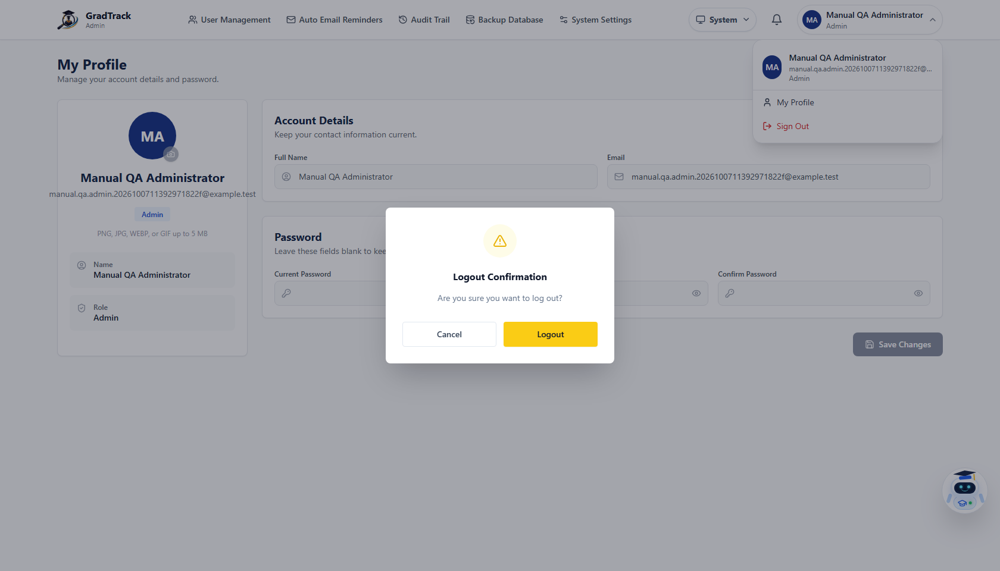 GradTrack
Admin
User Management
Auto Email Reminders
Audit Trail
Backup Database
System Settings
System
MA
Manual QA Administrator
Admin
MA
Manual QA Administrator
manual.qa.admin.2026100711392971822f@...
Admin
My Profile
Sign Out
My Profile
Manage your account details and password.
MA
Manual QA Administrator
manual.qa.admin.2026100711392971822f@example.test
Admin
PNG, JPG, WEBP, or GIF up to 5 MB
Name
Manual QA Administrator
Role
Admin
Account Details
Keep your contact information current.
Full Name
Manual QA Administrator
Email
manual.qa.admin.2026100711392971822f@example.test
Password
Leave these fields blank to kee
Current Password
Confirm Password
Save Changes
Logout Confirmation
Are you sure you want to log out?
Cancel
Logout